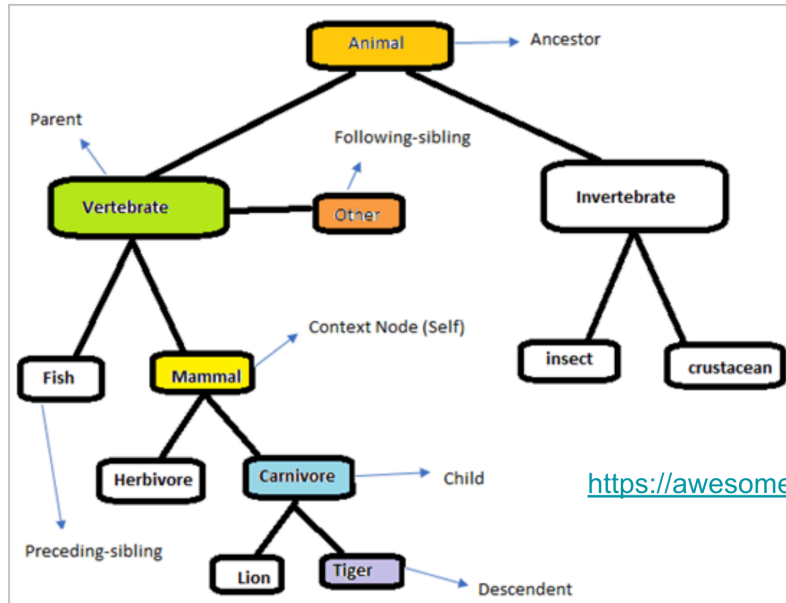 Animal
Ancestor
Parent
Following-sibling
Vertebrate
Other
Invertebrate
Context Node (Self)
Fish
Mammal
insect
crustacean
Herbivore
Carnivore
Child
https://awesome
Preceding-sibling
Lion
Tiger
Descendent